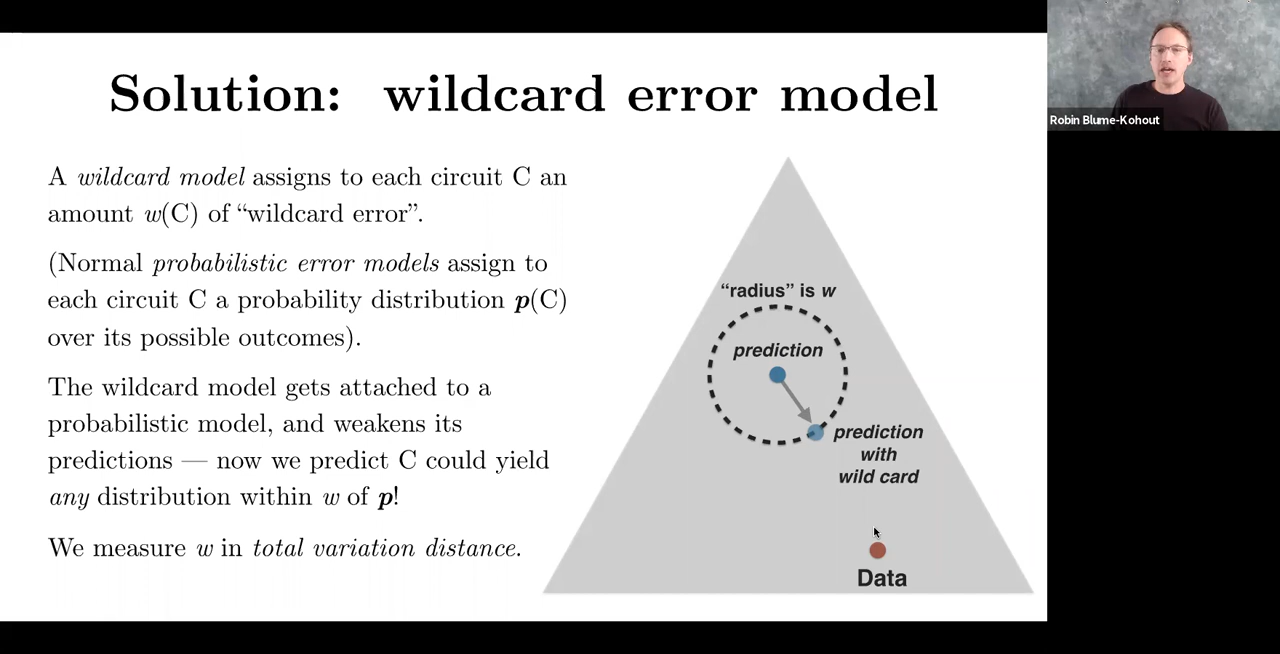 Solution: wildcard error model
A wildcard model assigns to each circuit C an
amount w(C) of “wildcard error”.
(Normal probabilistic error models assign to
each circuit C a probability distribution p(C)
over its possible outcomes).
The wildcard model gets attached to a
probabilistic model, and weakens its
predictions — now we predict C could yield
any distribution within w of p!
We measure w in total variation distance.
“radius” is w
prediction
prediction
with
wild card
Data
Robin Blume-Kohout